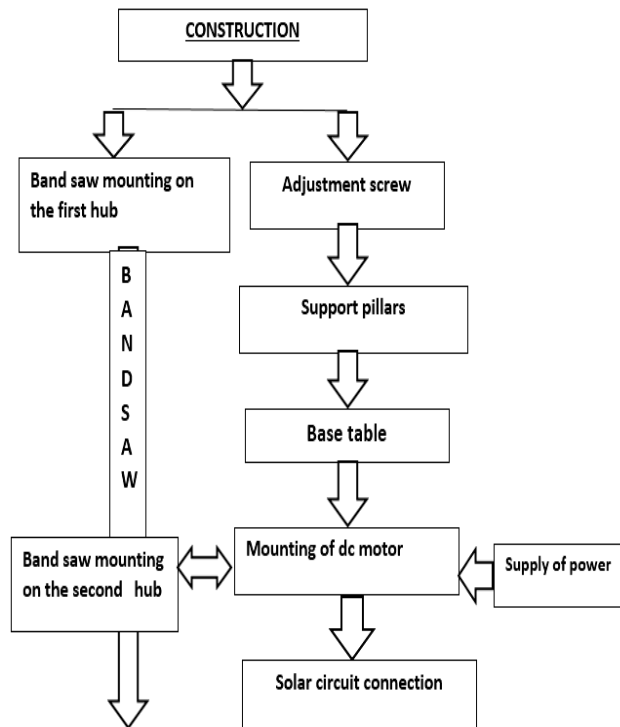 CONSTRUCTION
Band saw mounting on
the first hub
Adjustment screw
B
A
N
D
S
A
W
Support pillars
Base table
Band saw mounting
on the second hub
Mounting of dc motor
Supply of power
Solar circuit connection